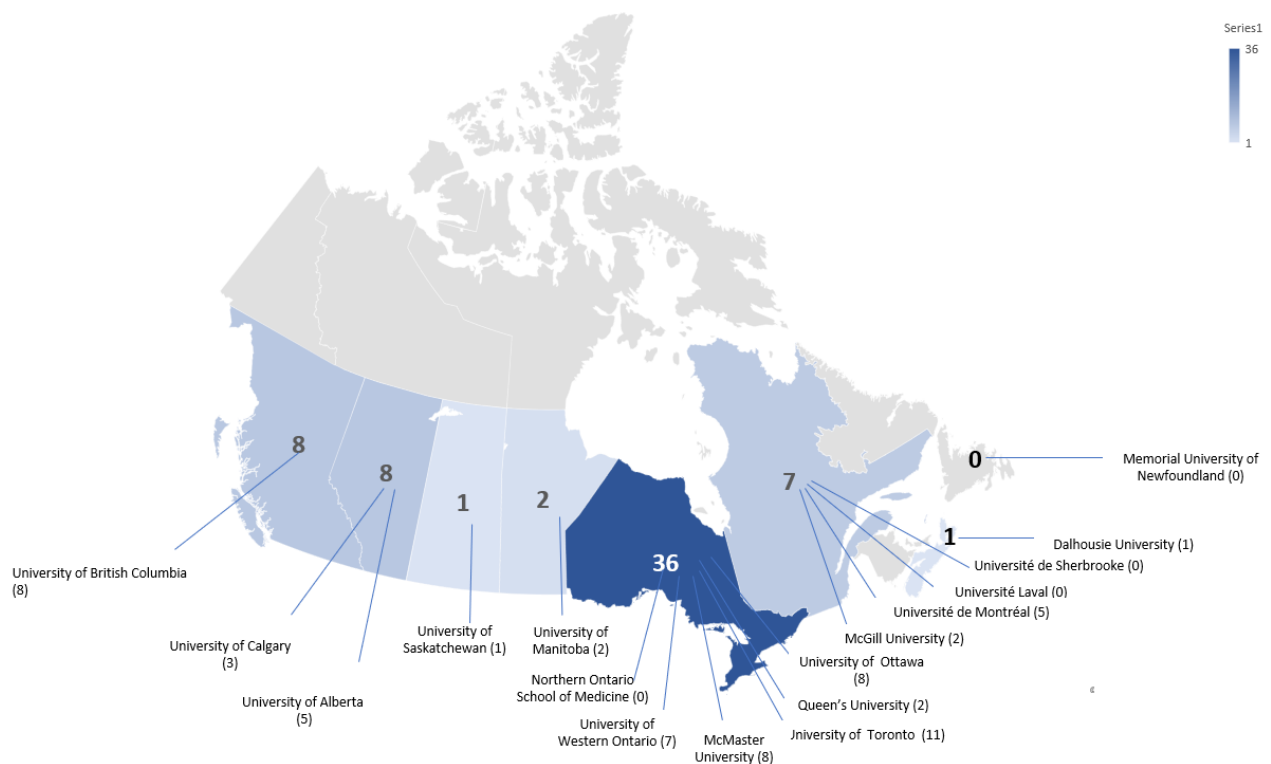 Series1
36
1
8
8
1
2
36
7
0
1
Memorial University of
Newfoundland (0)
Dalhousie University (1)
Université de Sherbrooke (0)
Université Laval (0)
Université de Montréal (5)
McGill University (2)
University of Ottawa
(8)
Queen's University (2)
University of Toronto (11)
McMaster
University (8)
University of
Western Ontario (7)
Northern Ontario
School of Medicine (0)
University of
Manitoba (2)
University of
Saskatchewan (1)
University of Alberta
(5)
University of Calgary
(3)
University of British Columbia
(8)